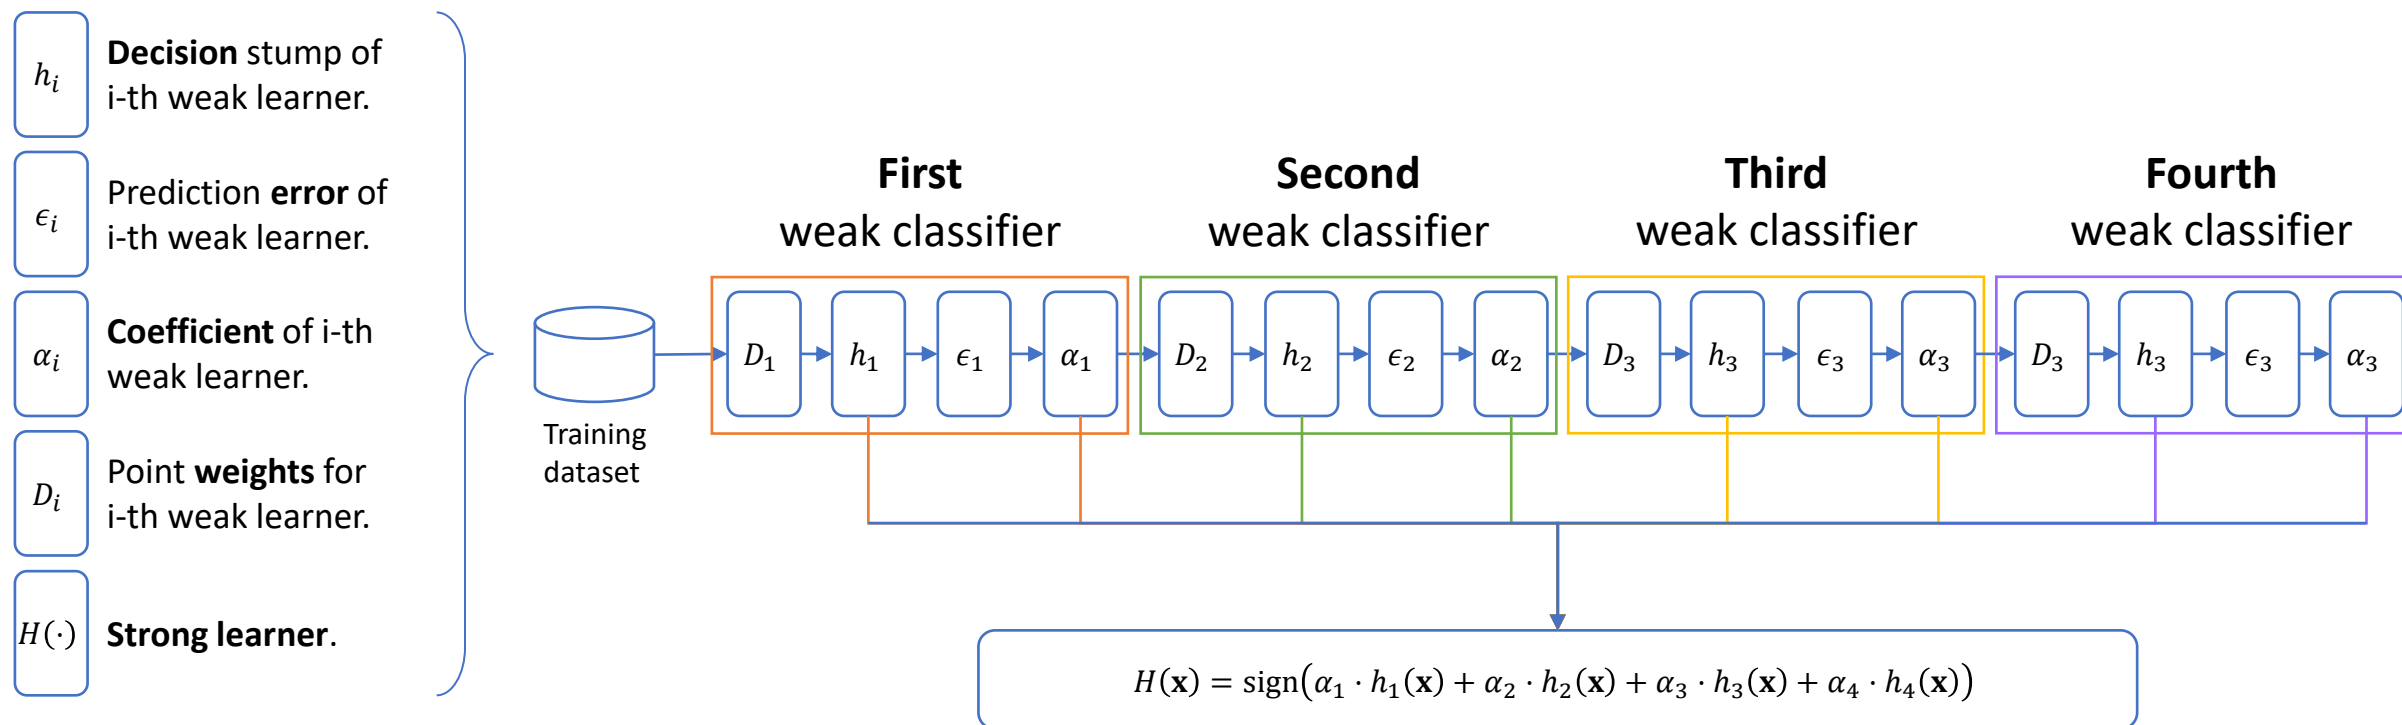 h_i
Decision stump of
i-th weak learner.
ϵ_i
Prediction error of
i-th weak learner.
α_i
Coefficient of i-th
weak learner.
D_i
Point weights for
i-th weak learner.
H(·)
Strong learner.
Training
dataset
First
weak classifier
D_1 h_1 ϵ_1 α_1
Second
weak classifier
D_2 h_2 ϵ_2 α_2
Third
weak classifier
D_3 h_3 ϵ_3 α_3
Fourth
weak classifier
D_3 h_3 ϵ_3 α_3
H(𝐱) = sign(α_1 · h_1(𝐱) + α_2 · h_2(𝐱) + α_3 · h_3(𝐱) + α_4 · h_4(𝐱))